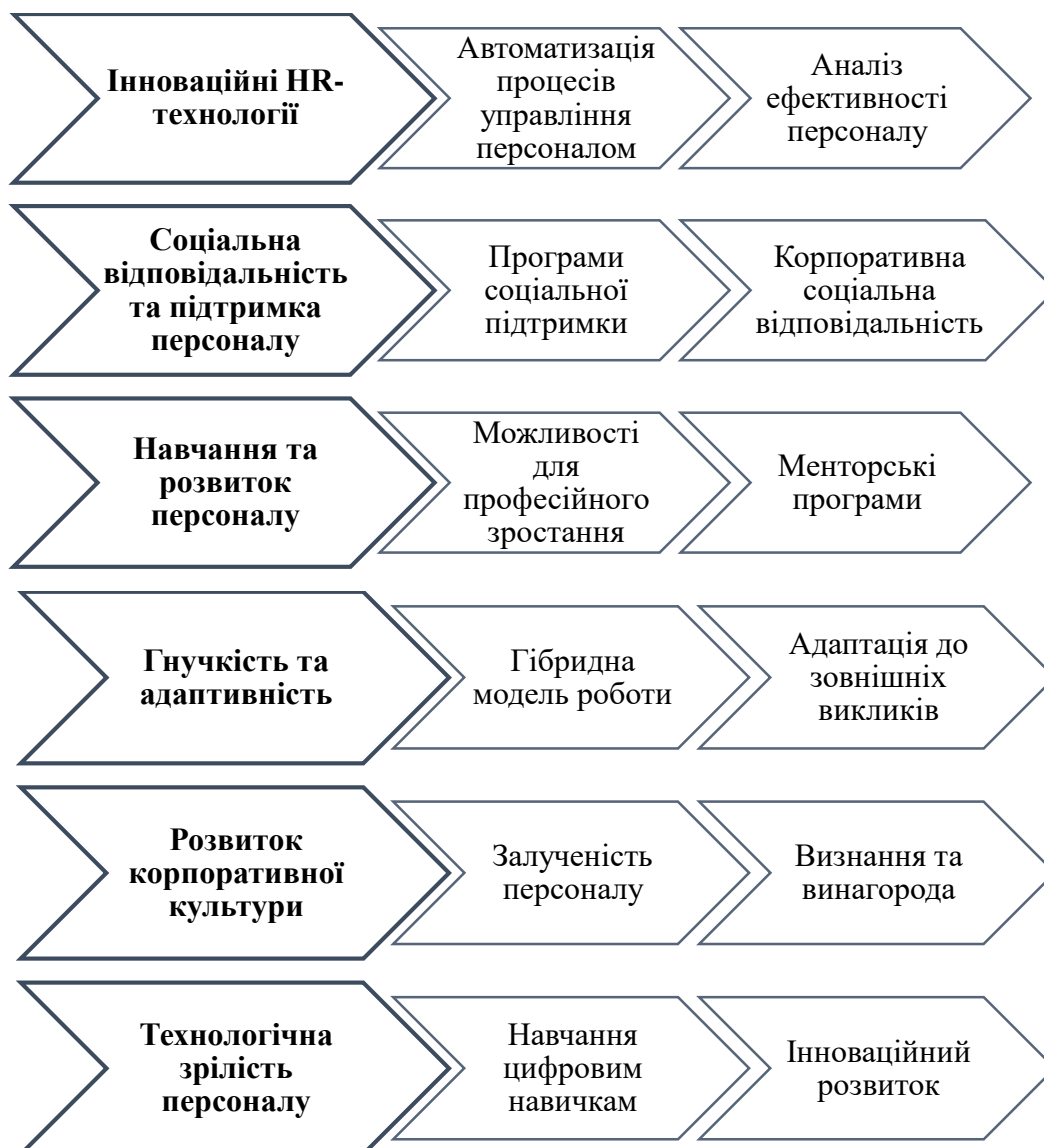 Інноваційні HR-
технології
Автоматизація
процесів
управління
персоналом
Аналіз
ефективності
персоналу
Соціальна
відповідальність
та підтримка
персоналу
Програми
соціальної
підтримки
Корпоративна
соціальна
відповідальність
Навчання та
розвиток
персоналу
Можливості
для
професійного
зростання
Менторські
програми
Гнучкість та
адаптивність
Гібридна
модель роботи
Адаптація до
зовнішніх
викликів
Розвиток
корпоративної
культури
Залученість
персоналу
Визнання та
винагорода
Технологічна
зрілість
персоналу
Навчання
цифровим
навичкам
Інноваційний
розвиток